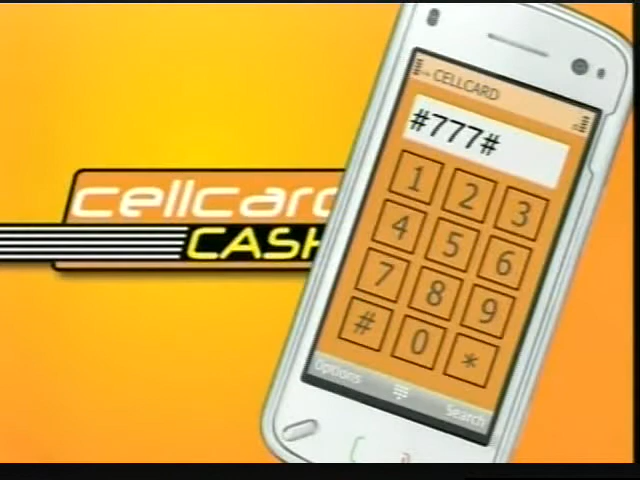 cellcard
CASH
CELLCARD
#777#
1 2 3
4 5 6
7 8 9
# 0 *
Options Search